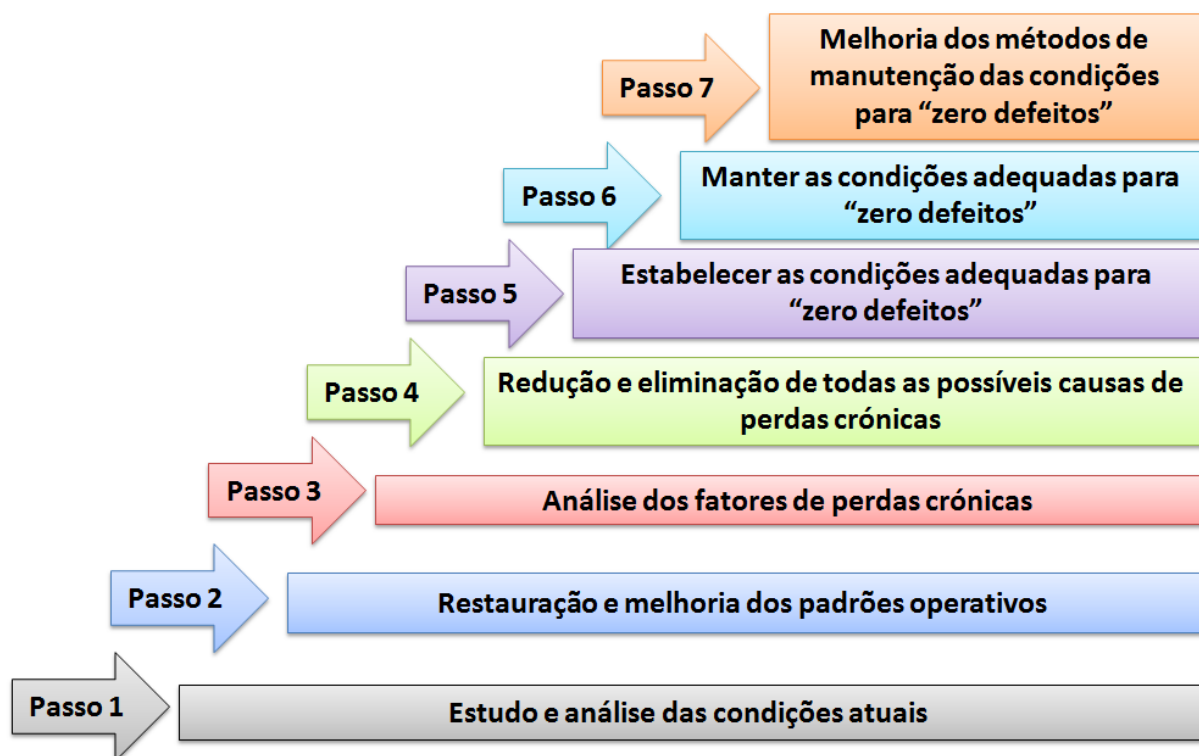 Passo 7
Melhoria dos métodos de
manutenção das condições
para “zero defeitos”
Passo 6
Manter as condições adequadas para
“zero defeitos”
Passo 5
Estabelecer as condições adequadas para
“zero defeitos”
Passo 4
Redução e eliminação de todas as possíveis causas de
perdas crónicas
Passo 3
Análise dos fatores de perdas crónicas
Passo 2
Restauração e melhoria dos padrões operativos
Passo 1
Estudo e análise das condições atuais